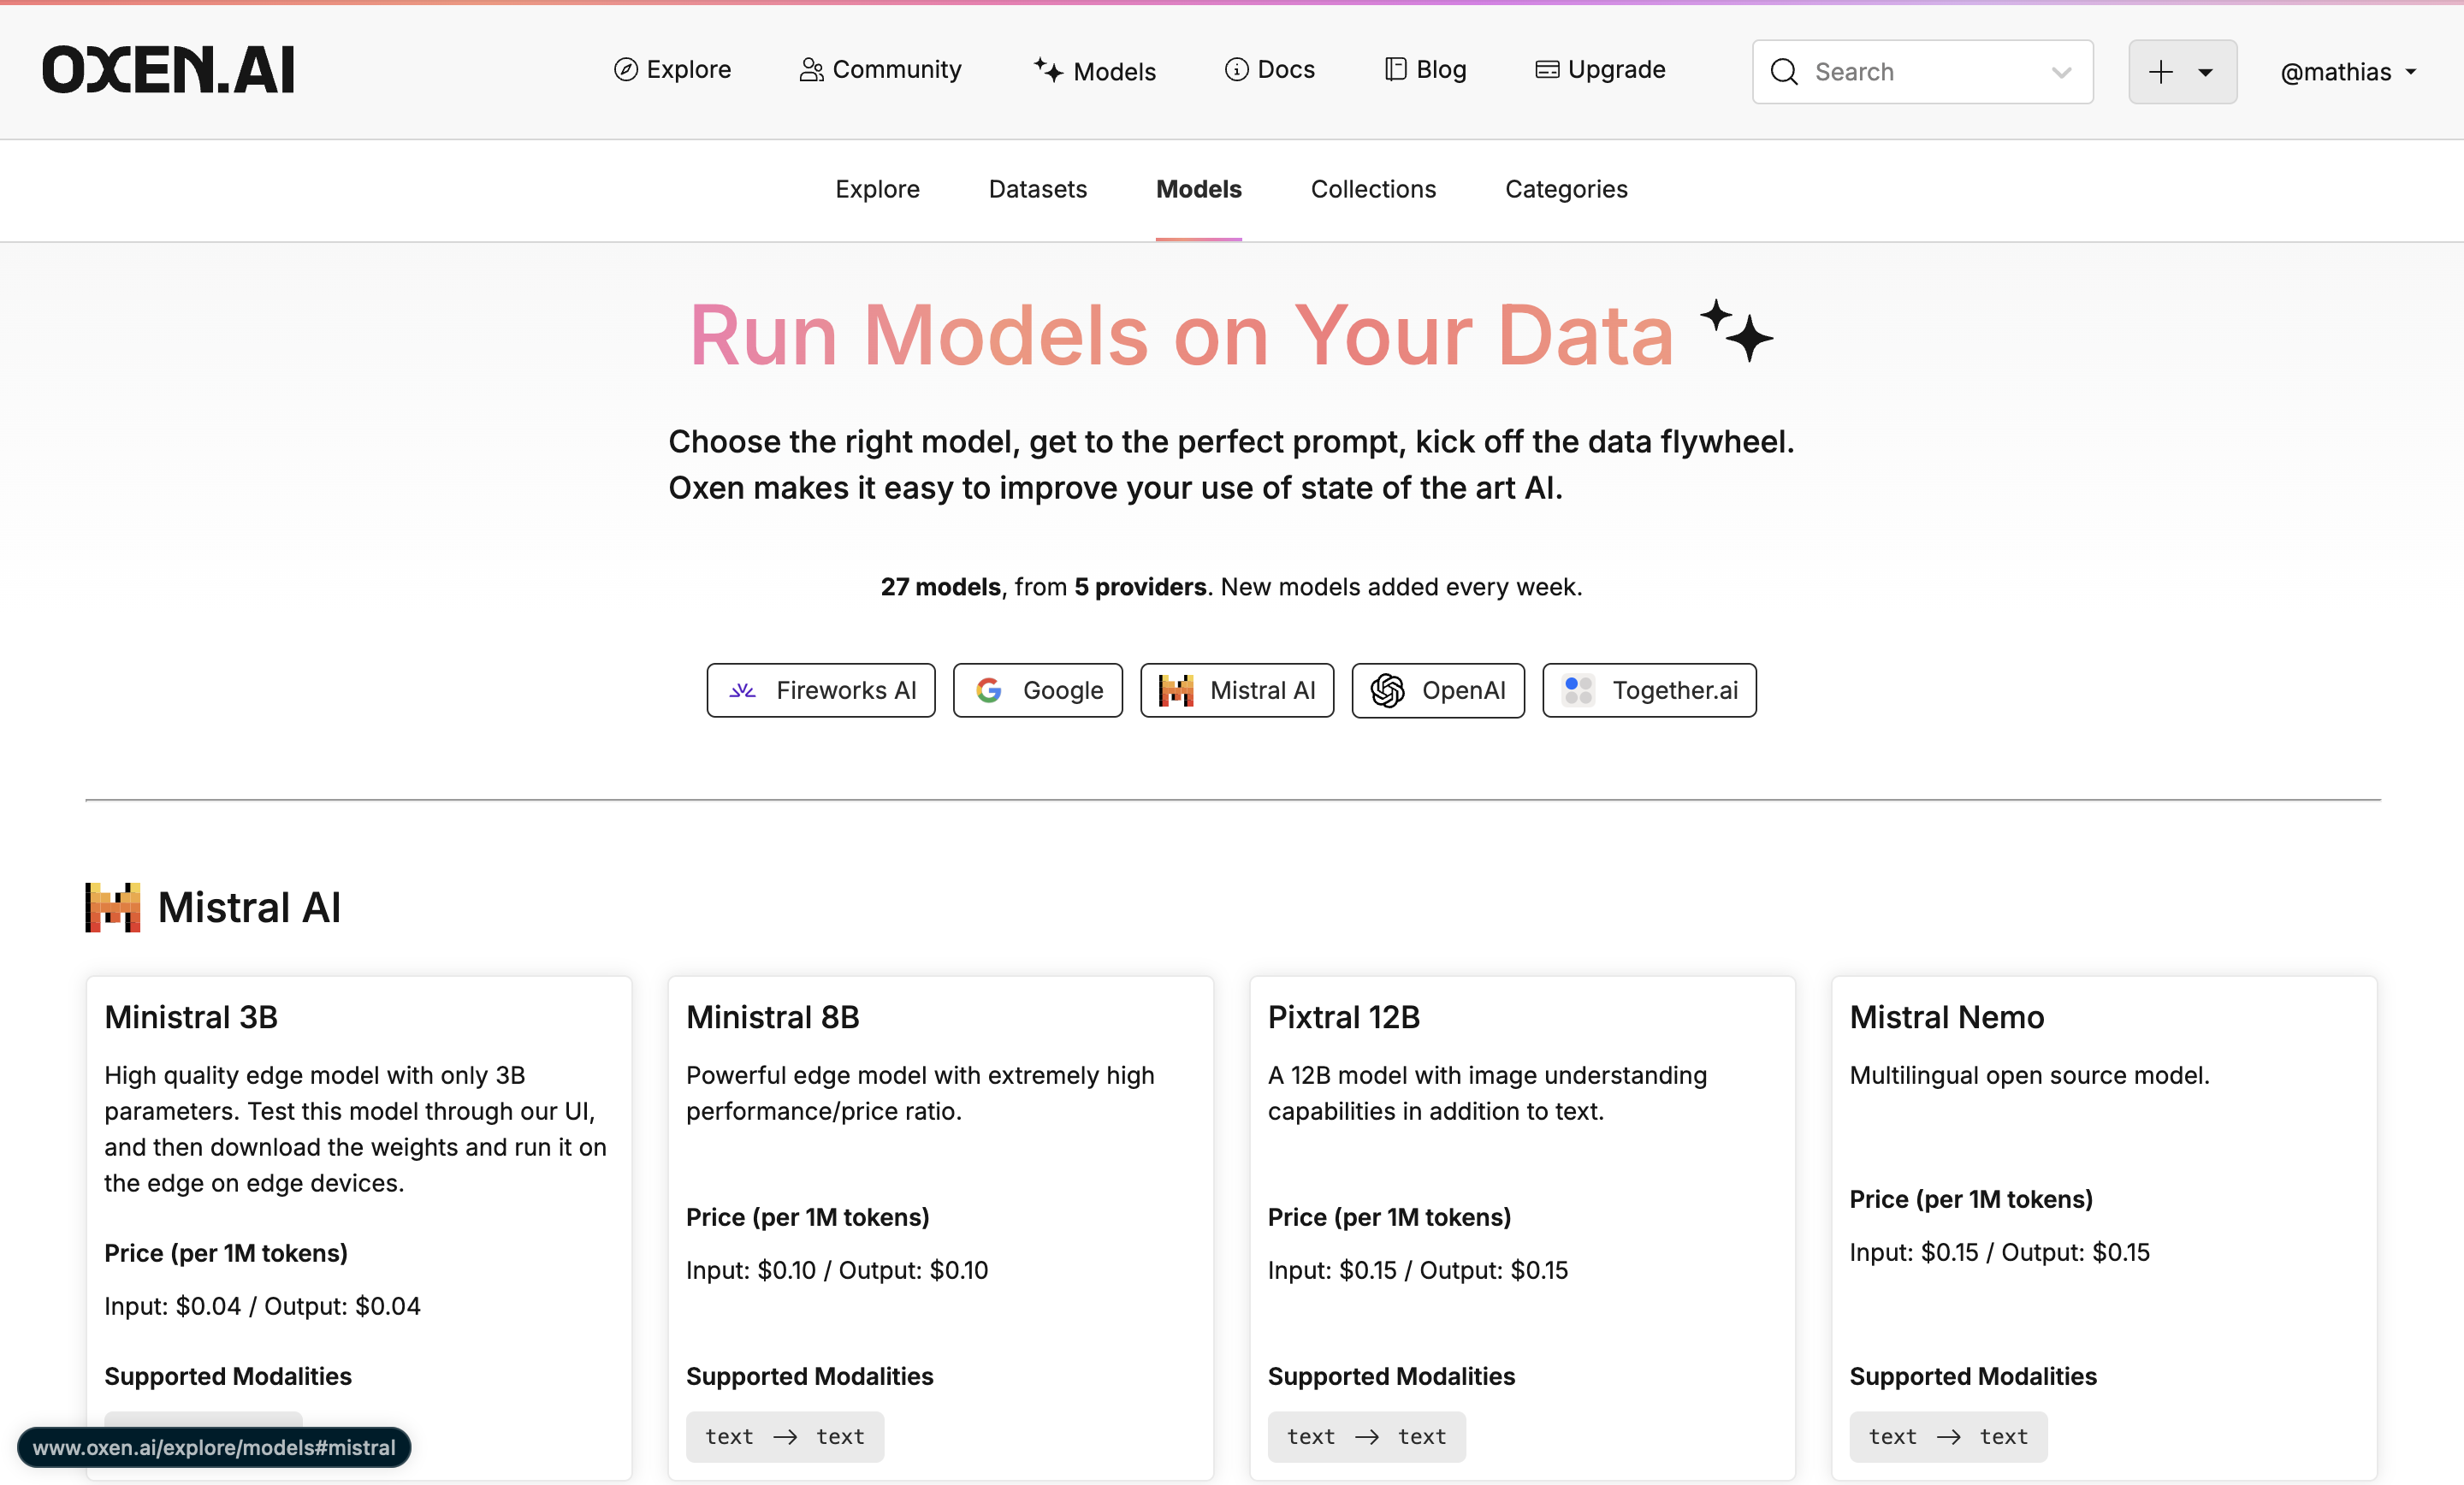 OXEN.AI
Explore
Community
Models
Docs
Blog
Upgrade
Search
@mathias
Explore
Datasets
Models
Collections
Categories
Run Models on Your Data
Choose the right model, get to the perfect prompt, kick off the data flywheel.
Oxen makes it easy to improve your use of state of the art AI.
27 models, from 5 providers. New models added every week.
Fireworks AI
Google
Mistral AI
OpenAI
Together.ai
Mistral AI
Ministral 3B
High quality edge model with only 3B
parameters. Test this model through our UI,
and then download the weights and run it on
the edge on edge devices.
Price (per 1M tokens)
Input: $0.04 / Output: $0.04
Supported Modalities
Ministral 8B
Powerful edge model with extremely high
performance/price ratio.
Price (per 1M tokens)
Input: $0.10 / Output: $0.10
Supported Modalities
text → text
Pixtral 12B
A 12B model with image understanding
capabilities in addition to text.
Price (per 1M tokens)
Input: $0.15 / Output: $0.15
Supported Modalities
text → text
Mistral Nemo
Multilingual open source model.
Price (per 1M tokens)
Input: $0.15 / Output: $0.15
Supported Modalities
text → text
www.oxen.ai/explore/models#mistral